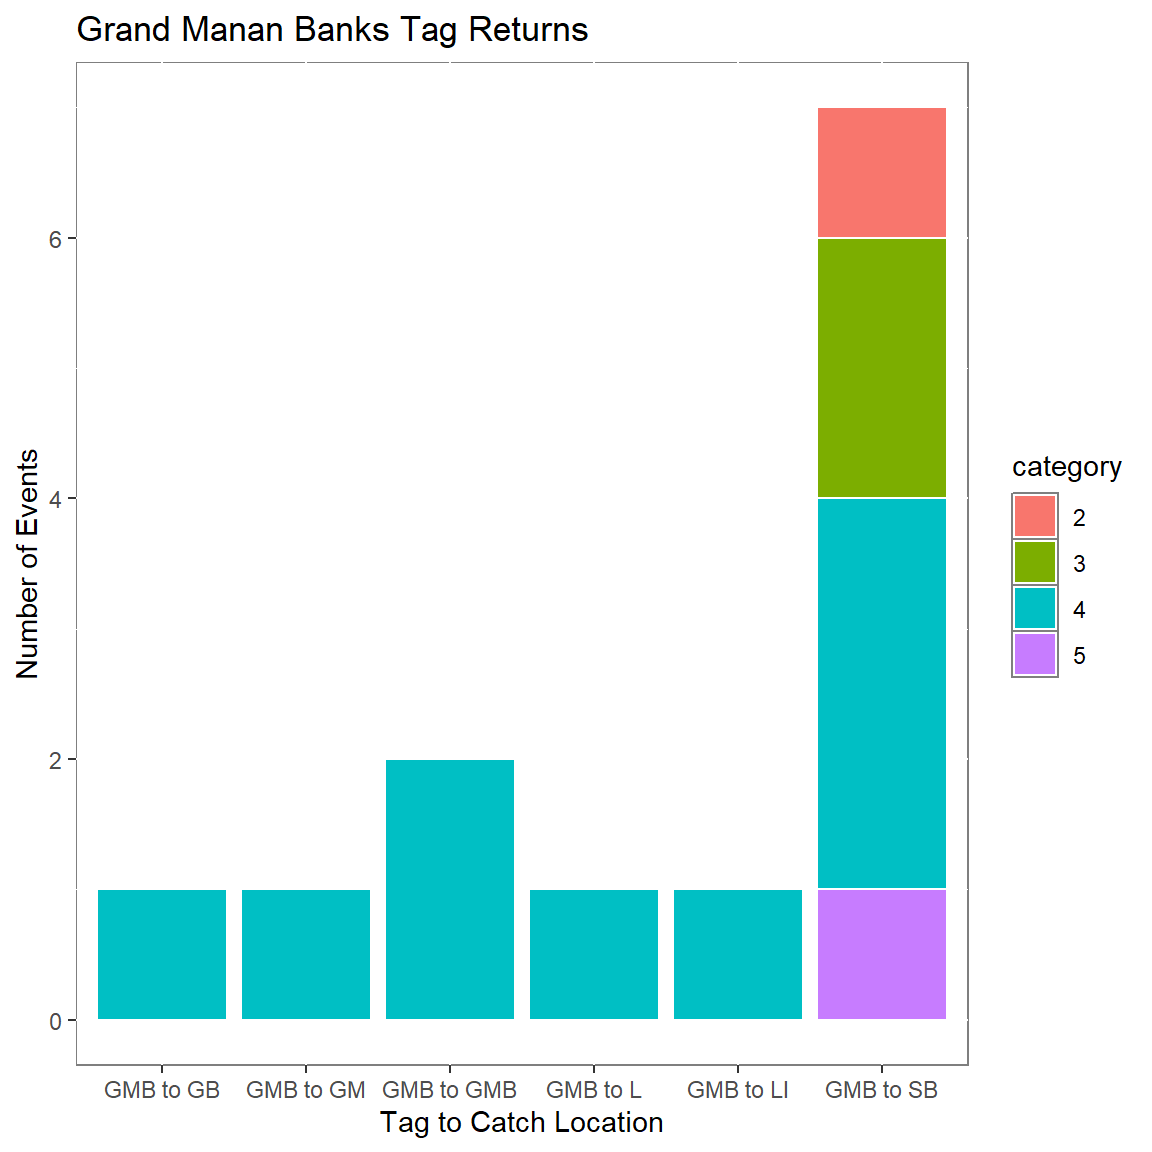 Grand Manan Banks Tag Returns
Number of Events
6
4
2
0
GMB to GB GMB to GM GMB to GMB GMB to L GMB to LI GMB to SB
Tag to Catch Location
category
2
3
4
5